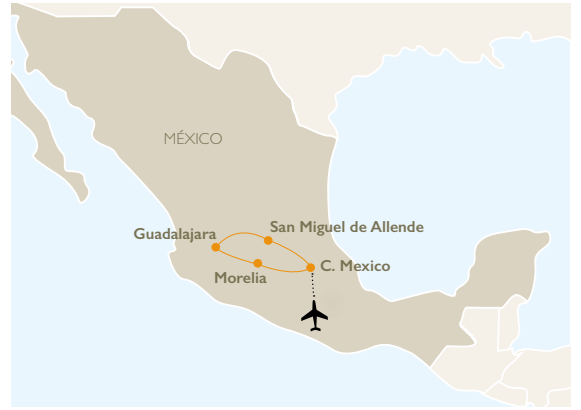 MÉXICO
San Miguel de Allende
Guadalajara
C. Mexico
Morelia